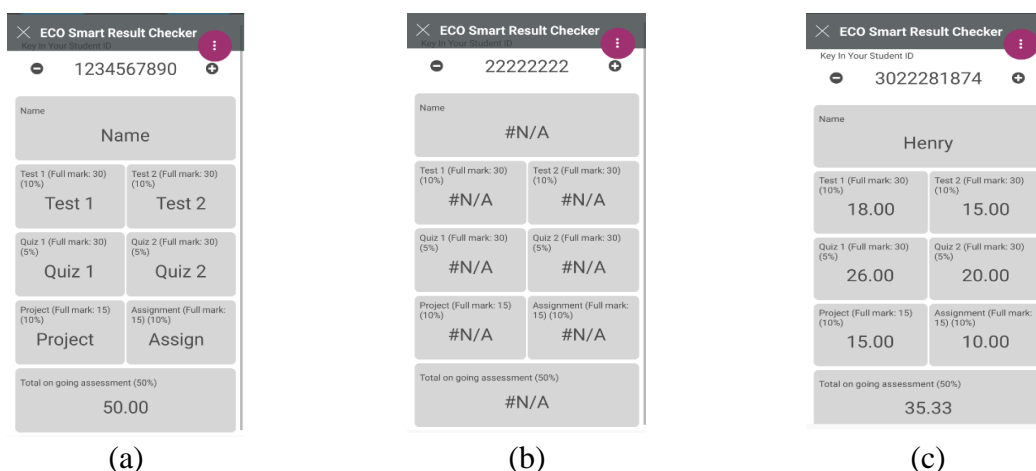 ECO Smart Result Checker
Key In Your Student ID
1234567890
Name
Name
Test 1 (Full mark: 30)
(10%)
Test 1
Test 2 (Full mark: 30)
(10%)
Test 2
Quiz 1 (Full mark: 30)
(5%)
Quiz 1
Quiz 2 (Full mark: 30)
(5%)
Quiz 2
Project (Full mark: 15)
(10%)
Project
Assignment (Full mark:
15) (10%)
Assign
Total on going assessment (50%)
50.00
(a)
ECO Smart Result Checker
Key In Your Student ID
22222222
Name
#N/A
Test 1 (Full mark: 30)
(10%)
#N/A
Test 2 (Full mark: 30)
(10%)
#N/A
Quiz 1 (Full mark: 30)
(5%)
#N/A
Quiz 2 (Full mark: 30)
(5%)
#N/A
Project (Full mark: 15)
(10%)
#N/A
Assignment (Full mark:
15) (10%)
#N/A
Total on going assessment (50%)
#N/A
(b)
ECO Smart Result Checker
Key In Your Student ID
3022281874
Name
Henry
Test 1 (Full mark: 30)
(10%)
18.00
Test 2 (Full mark: 30)
(10%)
15.00
Quiz 1 (Full mark: 30)
(5%)
26.00
Quiz 2 (Full mark: 30)
(5%)
20.00
Project (Full mark: 15)
(10%)
15.00
Assignment (Full mark:
15) (10%)
10.00
Total on going assessment (50%)
35.33
(c)